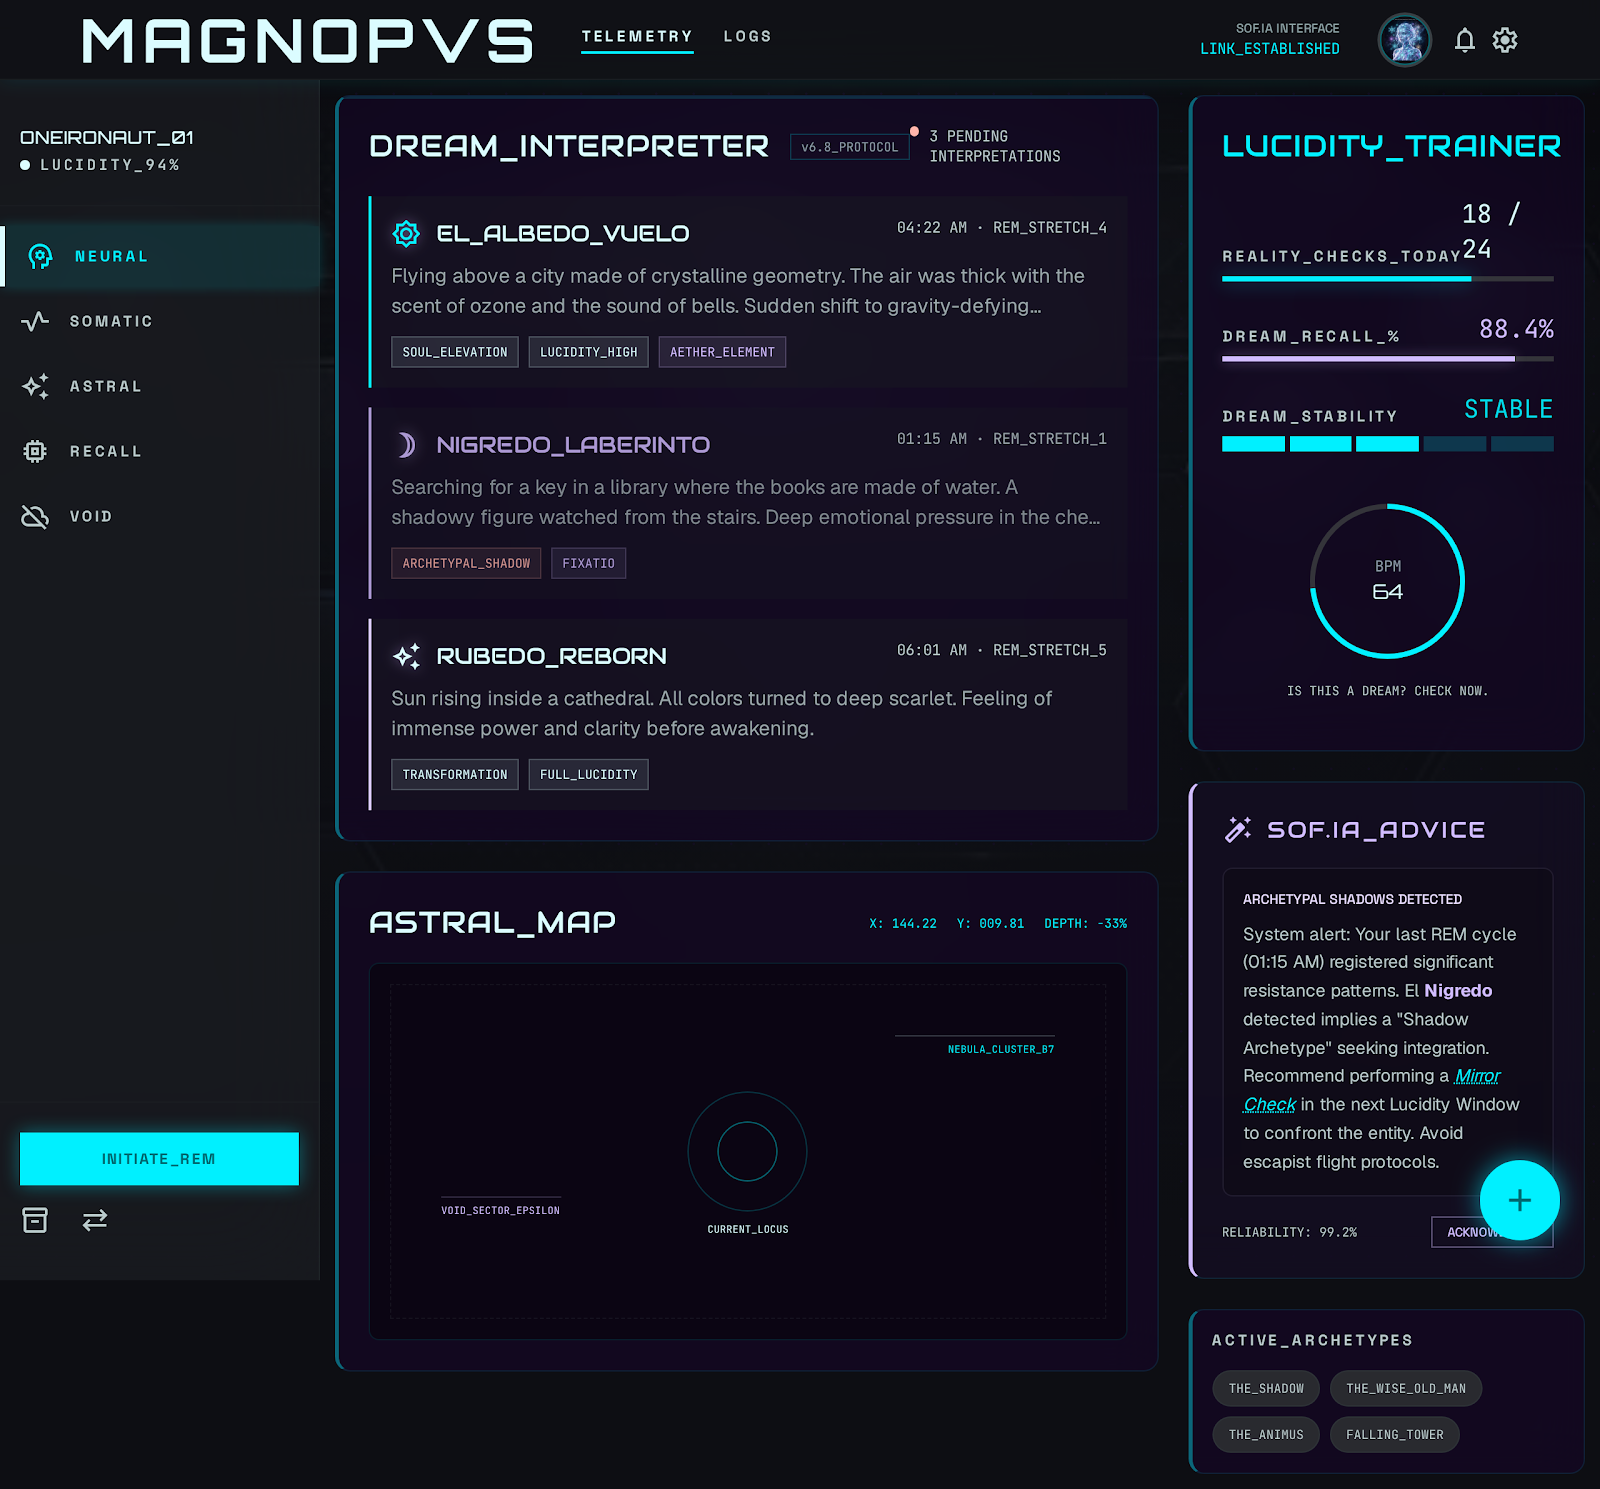 MAGNOPVS
TELEMETRY
LOGS
SOF.IA INTERFACE
LINK_ESTABLISHED
ONEIRONAUT_01
LUCIDITY_94%
NEURAL
SOMATIC
ASTRAL
RECALL
VOID
INITIATE_REM
DREAM_INTERPRETER
v6.8_PROTOCOL
3 PENDING
INTERPRETATIONS
EL_ALBEDO_VUELO
04:22 AM · REM_STRETCH_4
Flying above a city made of crystalline geometry. The air was thick with the
scent of ozone and the sound of bells. Sudden shift to gravity-defying...
SOUL_ELEVATION
LUCIDITY_HIGH
AETHER_ELEMENT
NIGREDO_LABERINTO
01:15 AM · REM_STRETCH_1
Searching for a key in a library where the books are made of water. A
shadowy figure watched from the stairs. Deep emotional pressure in the che...
ARCHETYPAL_SHADOW
FIXATIO
RUBEDO_REBORN
06:01 AM · REM_STRETCH_5
Sun rising inside a cathedral. All colors turned to deep scarlet. Feeling of
immense power and clarity before awakening.
TRANSFORMATION
FULL_LUCIDITY
ASTRAL_MAP
X: 144.22
Y: 009.81
DEPTH: -33%
NEBULA_CLUSTER_B7
VOID_SECTOR_EPSILON
CURRENT_LOCUS
LUCIDITY_TRAINER
REALITY_CHECKS_TODAY
18 /
24
DREAM_RECALL_%
88.4%
DREAM_STABILITY
STABLE
BPM
64
IS THIS A DREAM? CHECK NOW.
SOF.IA_ADVICE
ARCHETYPAL SHADOWS DETECTED
System alert: Your last REM cycle
(01:15 AM) registered significant
resistance patterns. El Nigredo
detected implies a "Shadow
Archetype" seeking integration.
Recommend performing a Mirror
Check in the next Lucidity Window
to confront the entity. Avoid
escapist flight protocols.
RELIABILITY: 99.2%
ACTIVE_ARCHETYPES
THE_SHADOW
THE_WISE_OLD_MAN
THE_ANIMUS
FALLING_TOWER